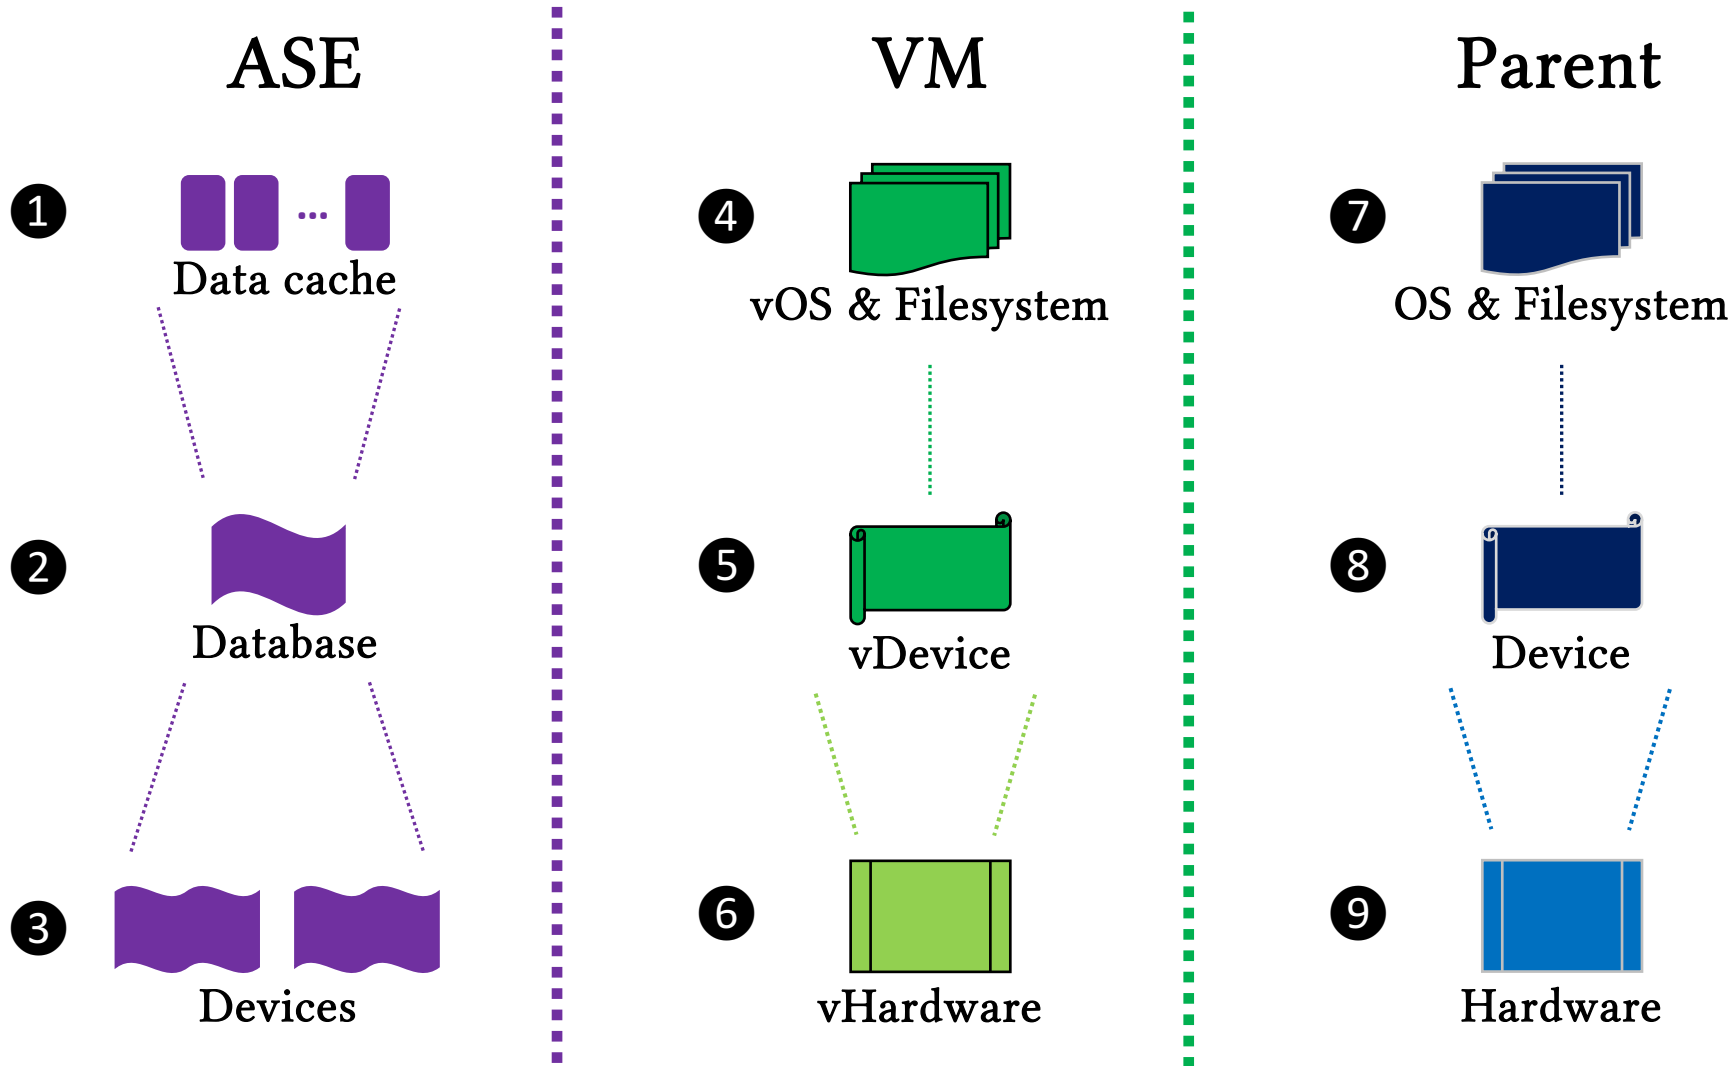 ASE
VM
Parent
1
Data cache
4
vOS & Filesystem
7
OS & Filesystem
2
Database
5
vDevice
8
Device
3
Devices
6
vHardware
9
Hardware